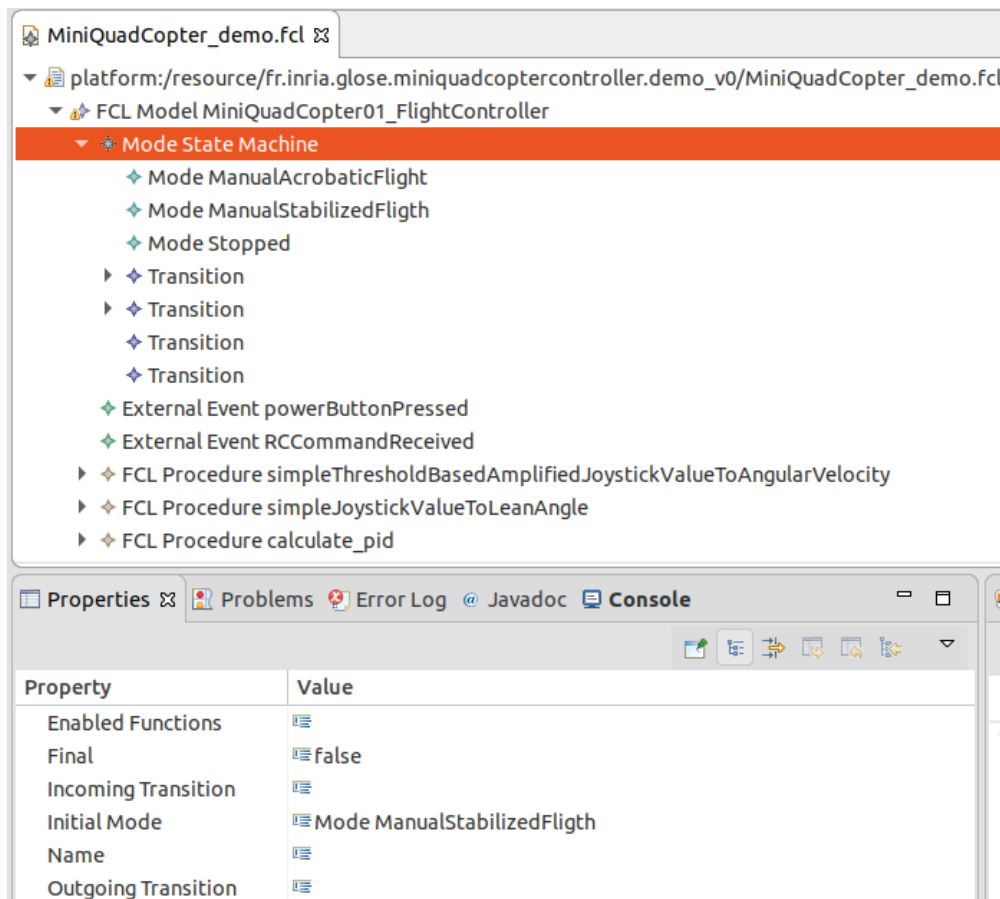 MiniQuadCopter_demo.fcl
platform:/resource/fr.inria.glose.miniquadcoptercontroller.demo_v0/MiniQuadCopter_demo.fcl
FCL Model MiniQuadCopter01_FlightController
Mode State Machine
Mode ManualAcrobaticFlight
Mode ManualStabilizedFligth
Mode Stopped
Transition
Transition
Transition
Transition
External Event powerButtonPressed
External Event RCCommandReceived
FCL Procedure simpleThresholdBasedAmplifiedJoystickValueToAngularVelocity
FCL Procedure simpleJoystickValueToLeanAngle
FCL Procedure calculate_pid
Properties Problems Error Log @ Javadoc Console
Property Value
Enabled Functions
Final false
Incoming Transition
Initial Mode Mode ManualStabilizedFligth
Name
Outgoing Transition